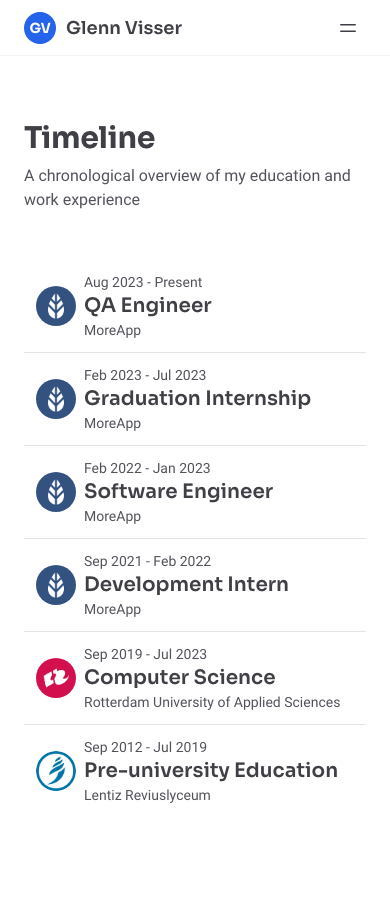 GV Glenn Visser
Timeline
A chronological overview of my education and
work experience
Aug 2023 - Present
QA Engineer
MoreApp
Feb 2023 - Jul 2023
Graduation Internship
MoreApp
Feb 2022 - Jan 2023
Software Engineer
MoreApp
Sep 2021 - Feb 2022
Development Intern
MoreApp
Sep 2019 - Jul 2023
Computer Science
Rotterdam University of Applied Sciences
Sep 2012 - Jul 2019
Pre-university Education
Lentiz Reviuslyceum